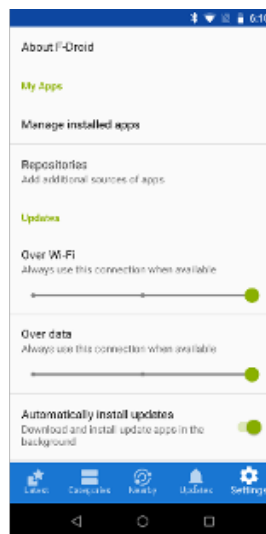 6:10
About F-Droid
My Apps
Manage installed apps
Repositories
Add additional sources of apps
Updates
Over Wi-Fi
Always use this connection when available
Over data
Always use this connection when available
Automatically install updates
Download and install update apps in the
background
Latest Categories Nearby Updates Settings